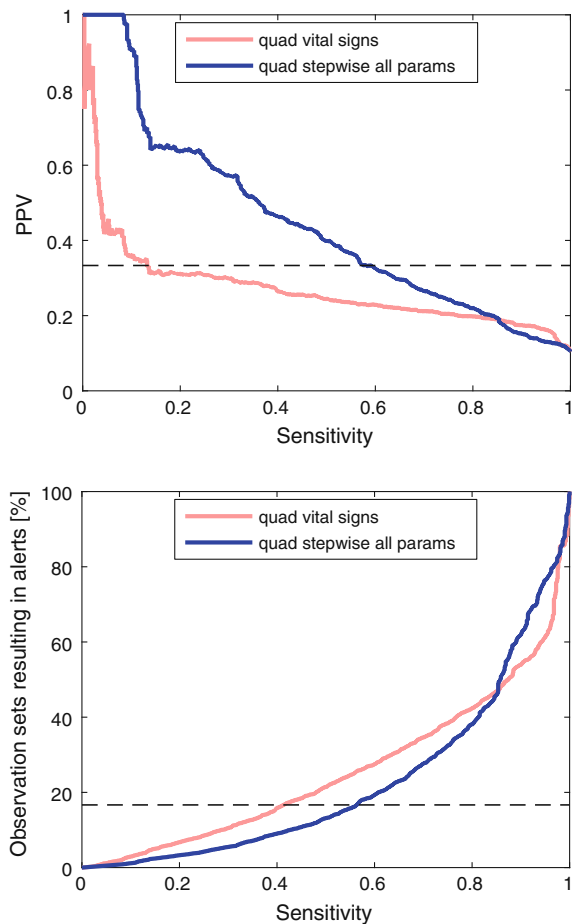 1
0.8
0.6
0.4
0.2
0
PPV
quad vital signs
quad stepwise all params
0 0.2 0.4 0.6 0.8 1
Sensitivity
100
80
60
40
20
0
Observation sets resulting in alerts [%]
quad vital signs
quad stepwise all params
0 0.2 0.4 0.6 0.8 1
Sensitivity